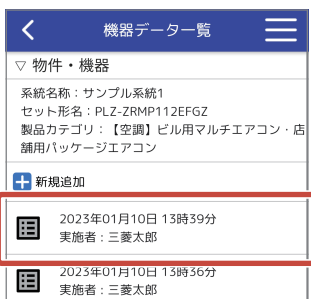 機器データ一覧
▽ 物件・機器
系統名称：サンプル系統1
セット形名：PLZ-ZRMP112EFGZ
製品カテゴリ：【空調】ビル用マルチエアコン・店
舗用パッケージエアコン
新規追加
2023年01月10日 13時39分
実施者：三菱太郎
2023年01月10日 13時36分
実施者：三菱太郎